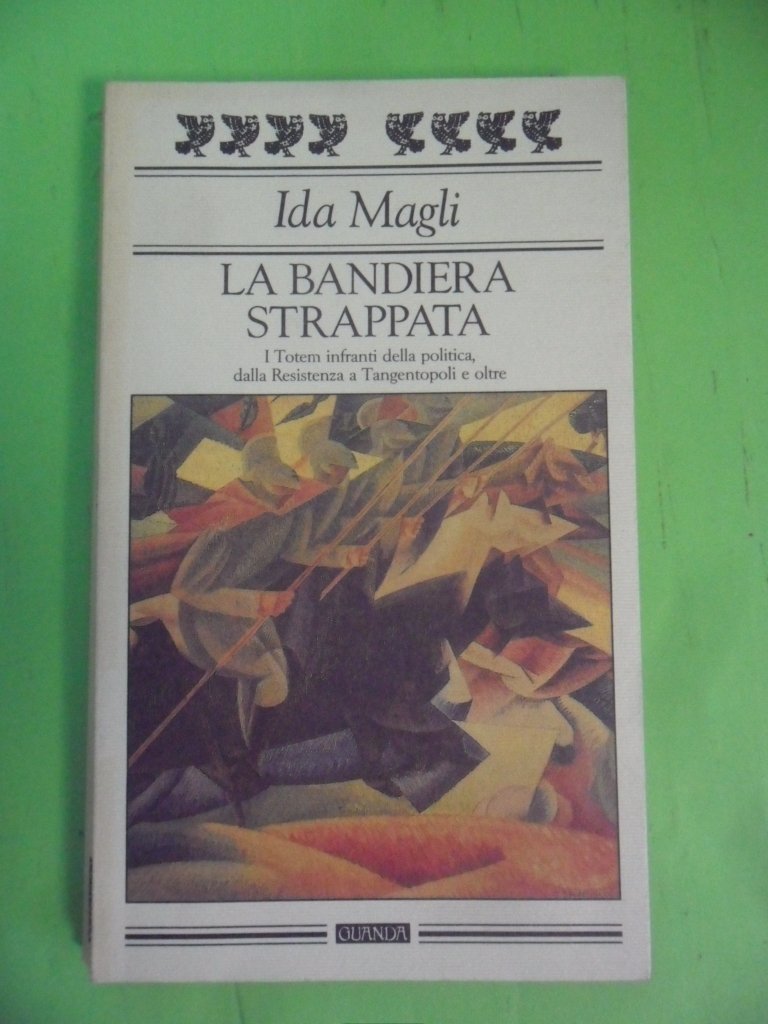 Ida Magli
LA BANDIERA
STRAPPATA
I Totem infranti della politica,
dalla Resistenza a Tangentopoli e oltre
GUANDA